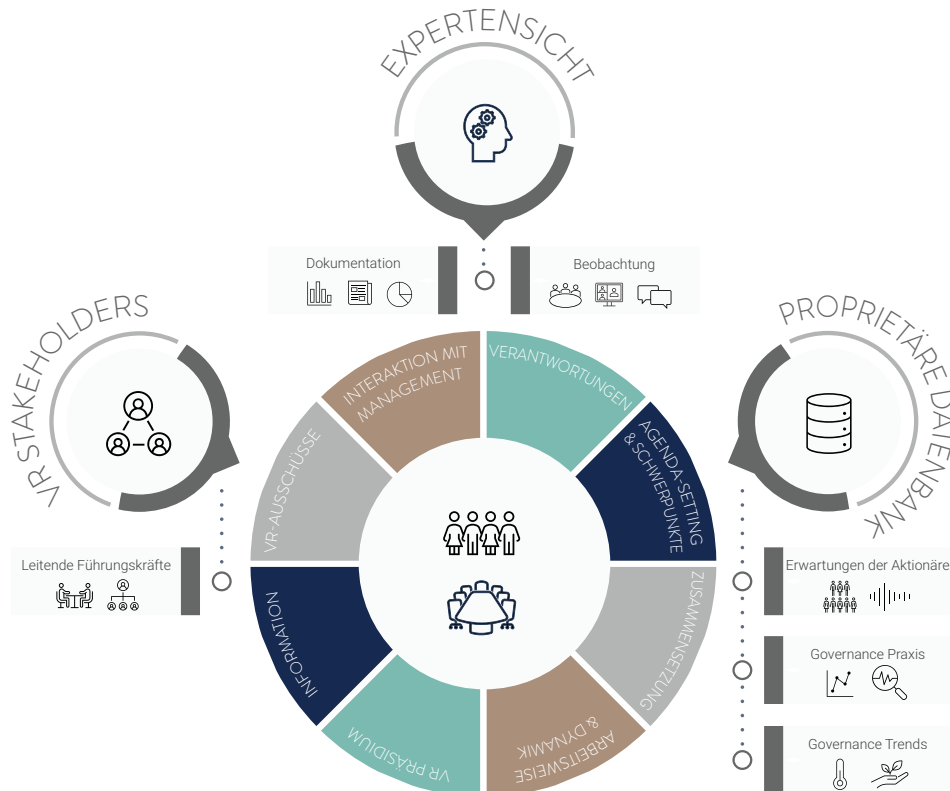 EXPERTENSICHT
Dokumentation
Beobachtung
VR STAKEHOLDERS
PROPRIETÄRE DATENBANK
INTERAKTION MIT
MANAGEMENT
VERANTWORTUNGEN
VR-AUSSCHÜSSE
AGENDA-SETTING
& SCHWERPUNKTE
Leitende Führungskräfte
Erwartungen der Aktionäre
INFORMATION
ZUSAMMENSETZUNG
Governance Praxis
VR PRÄSIDIUM
ARBEITSWEISE
& DYNAMIK
Governance Trends